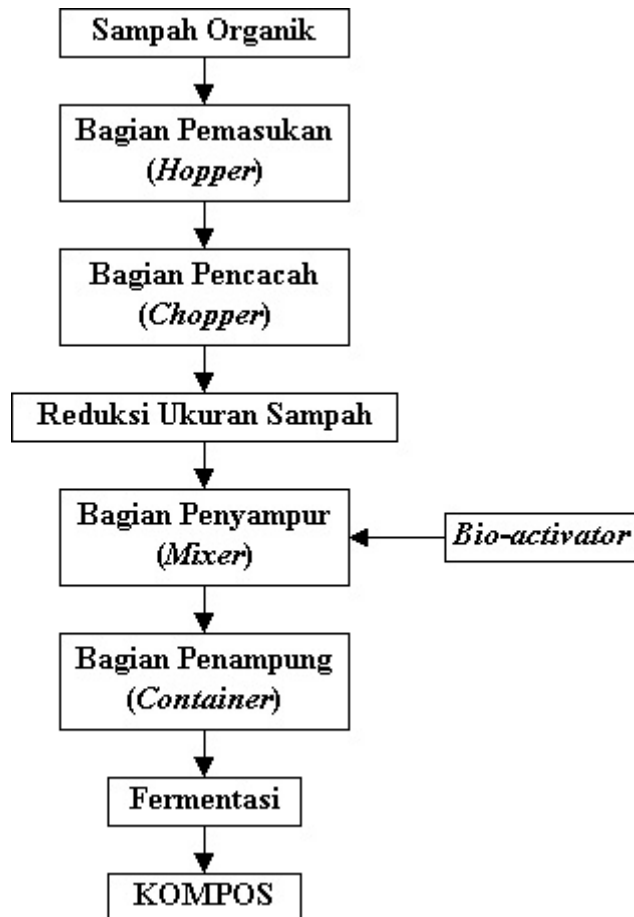 Sampah Organik
Bagian Pemasukan
(Hopper)
Bagian Pencacah
(Chopper)
Reduksi Ukuran Sampah
Bagian Penyampur
(Mixer)
Bio-activator
Bagian Penampung
(Container)
Fermentasi
KOMPOS